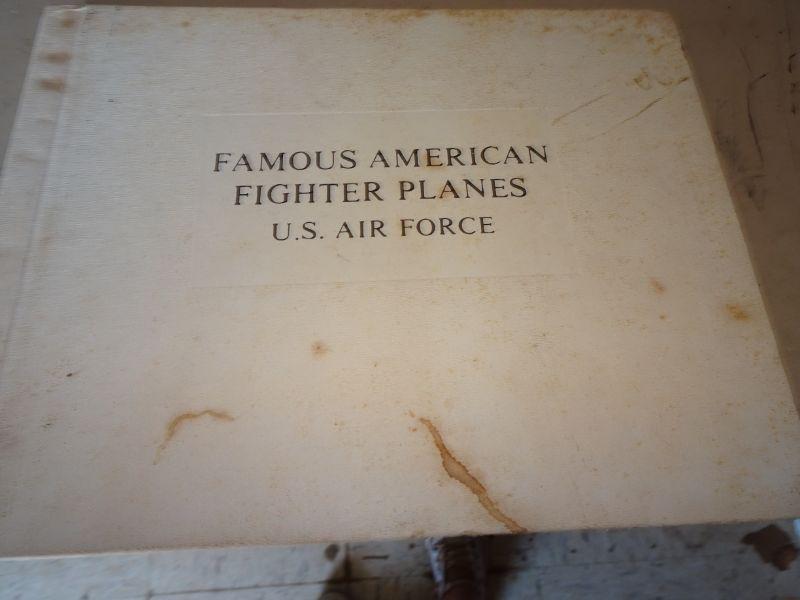 FAMOUS AMERICAN
FIGHTER PLANES
U.S. AIR FORCE